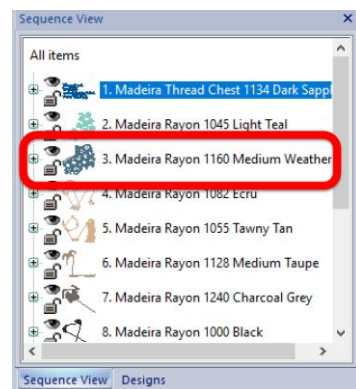 Sequence View
All items
1. Madeira Thread Chest 1134 Dark Sapp
2. Madeira Rayon 1045 Light Teal
3. Madeira Rayon 1160 Medium Weather
4. Madeira Rayon 1082 Ecru
5. Madeira Rayon 1055 Tawny Tan
6. Madeira Rayon 1128 Medium Taupe
7. Madeira Rayon 1240 Charcoal Grey
8. Madeira Rayon 1000 Black
Sequence View Designs